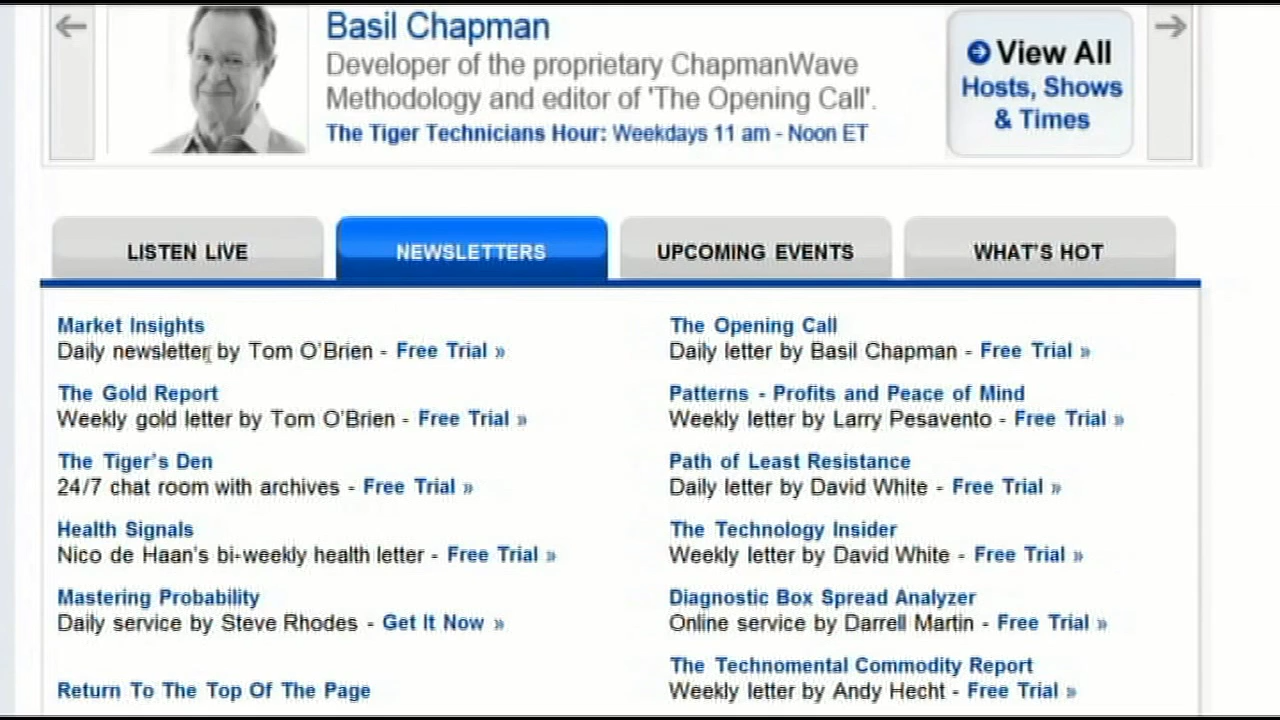 Basil Chapman
Developer of the proprietary ChapmanWave
Methodology and editor of 'The Opening Call'.
The Tiger Technicians Hour: Weekdays 11 am - Noon ET
View All
Hosts, Shows
& Times
LISTEN LIVE
NEWSLETTERS
UPCOMING EVENTS
WHAT'S HOT
Market Insights
Daily newsletter by Tom O'Brien - Free Trial »
The Gold Report
Weekly gold letter by Tom O'Brien - Free Trial »
The Tiger's Den
24/7 chat room with archives - Free Trial »
Health Signals
Nico de Haan's bi-weekly health letter - Free Trial »
Mastering Probability
Daily service by Steve Rhodes - Get It Now »
Return To The Top Of The Page
The Opening Call
Daily letter by Basil Chapman - Free Trial »
Patterns - Profits and Peace of Mind
Weekly letter by Larry Pesavento - Free Trial »
Path of Least Resistance
Daily letter by David White - Free Trial »
The Technology Insider
Weekly letter by David White - Free Trial »
Diagnostic Box Spread Analyzer
Online service by Darrell Martin - Free Trial »
The Technomental Commodity Report
Weekly letter by Andy Hecht - Free Trial »